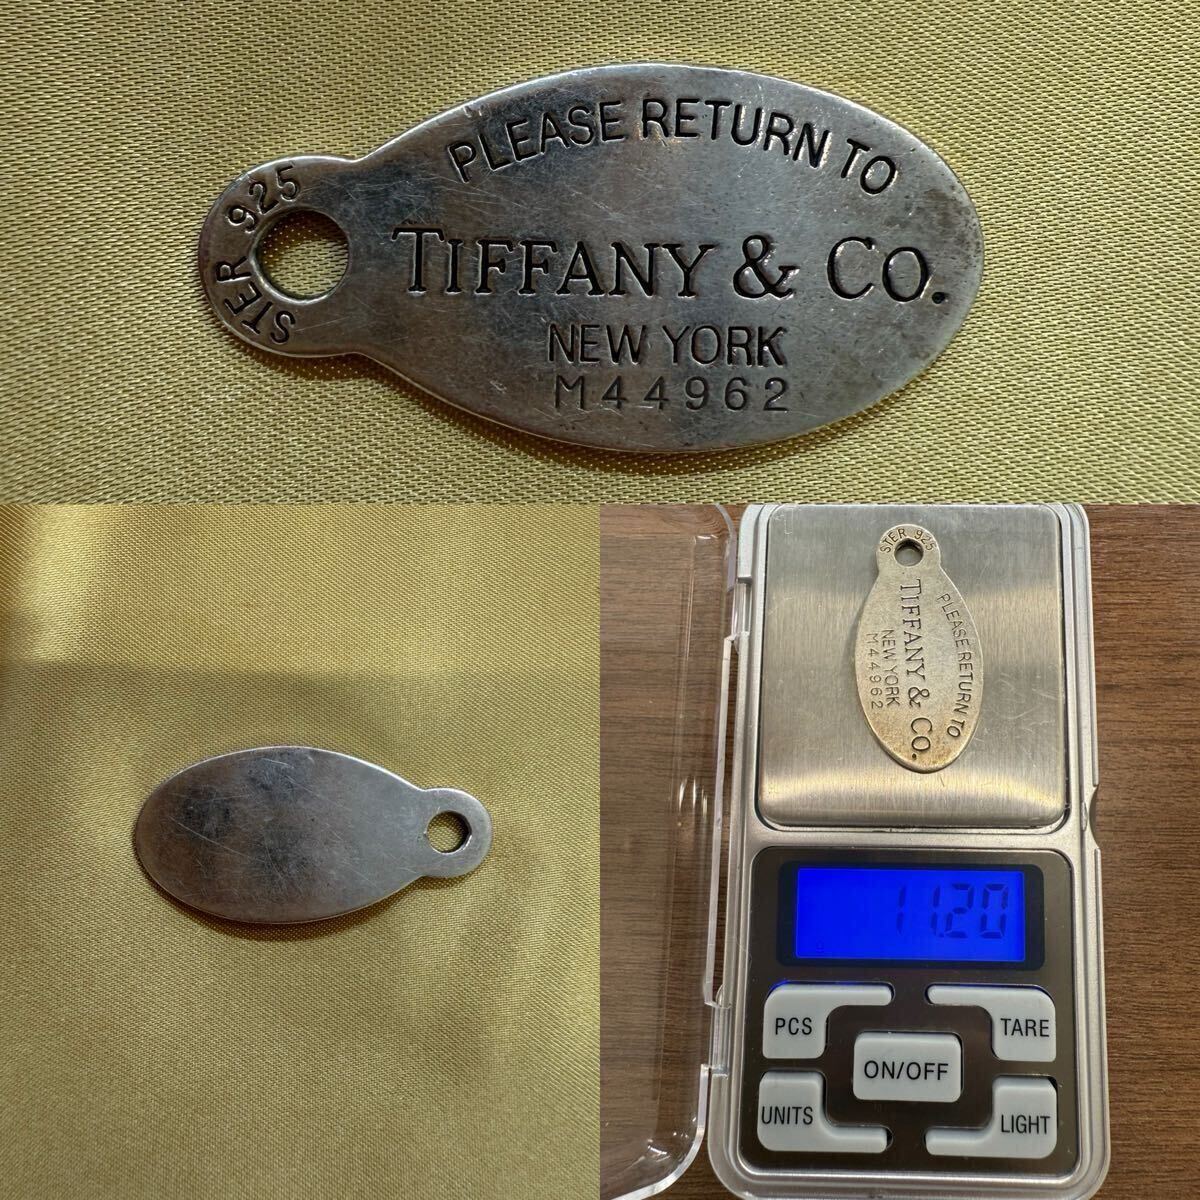 STER 925
PLEASE RETURN TO
TIFFANY & CO.
NEW YORK
M44962
STER 925
PLEASE RETURN TO
TIFFANY & CO.
NEW YORK
M44962
11.20
PCS
TARE
ON/OFF
UNITS
LIGHT